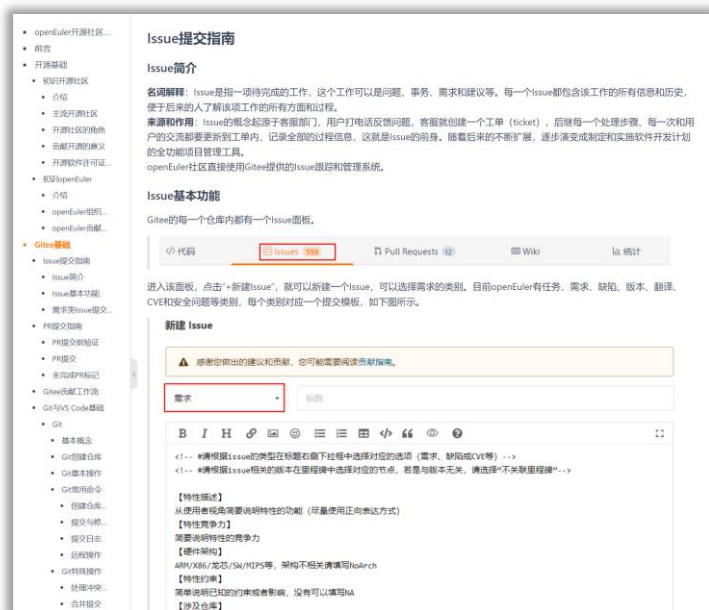 openEuler开源社区...
前言
开源基础
初识开源社区
介绍
主流开源社区
开源社区的角色
贡献开源的意义
开源软件许可证...
初识openEuler
介绍
openEuler组织...
openEuler贡献...
Gitee基础
Issue提交指南
Issue简介
Issue基本功能
需求类Issue提交...
PR提交指南
PR提交前验证
PR提交
未完成PR标记
Gitee贡献工作流
Git与VS Code基础
Git
基本概念
Git创建仓库
Git基本操作
Git常用命令
创建仓库...
提交与修...
提交日志
远程操作
Git特殊操作
处理冲突...
合并提交
Issue提交指南
Issue简介
名词解释：Issue是指一项待完成的工作，这个工作可以是问题、事务、需求和建议等。每一个Issue都包含该工作的所有信息和历史，
便于后来的人了解该项工作的所有方面和过程。
来源和作用：Issue的概念起源于客服部门，用户打电话反馈问题，客服就创建一个工单（ticket），后继每一个处理步骤、每一次和用
户的交流都要更新到工单内，记录全部的过程信息，这就是Issue的前身。随着后来的不断扩展，逐步演变成制定和实施软件开发计划
的全功能项目管理工具。
openEuler社区直接使用Gitee提供的Issue跟踪和管理系统。
Issue基本功能
Gitee的每一个仓库内都有一个Issue面板。
</> 代码 Issues 559 Pull Requests 12 Wiki 统计
进入该面板，点击“+新建Issue”，就可以新建一个Issue，可以选择需求的类别。目前openEuler有任务、需求、缺陷、版本、翻译、
CVE和安全问题等类别，每个类别对应一个提交模板，如下图所示。
新建 Issue
感谢您做出的建议和贡献，您可能需要阅读贡献指南。
需求 标题
B I H
<!-- #请根据issue的类型在标题右侧下拉框中选择对应的选项（需求、缺陷或CVE等）-->
<!-- #请根据issue相关的版本在里程碑中选择对应的节点，若是与版本无关，请选择“不关联里程碑”-->
【特性描述】
从使用者视角简要说明特性的功能（尽量使用正向表达方式）
【特性竞争力】
简要说明特性的竞争力
【硬件架构】
ARM/X86/龙芯/SW/MIPS等，架构不相关请填写NoArch
【特性约束】
简单说明已知的约束或者影响，没有可以填写NA
【涉及仓库】